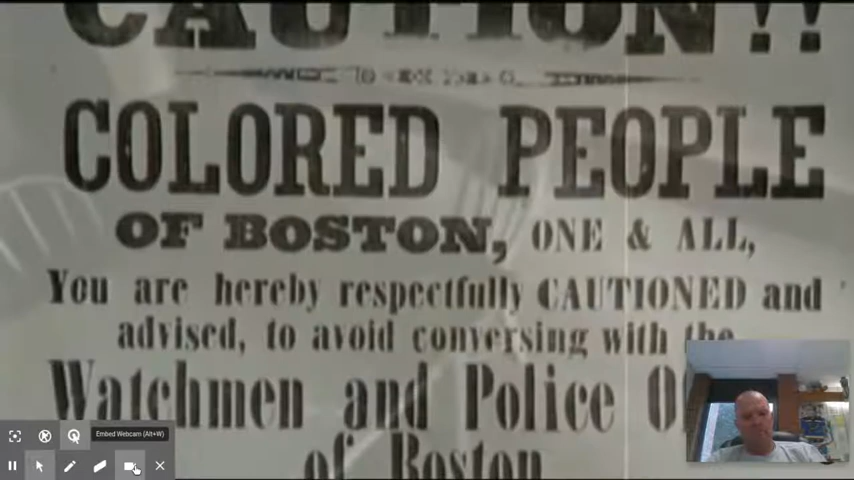 CAUTION!!
COLORED PEOPLE
OF BOSTON, ONE & ALL,
You are hereby respectfully CAUTIONED and
advised, to avoid conversing with the
Watchmen and Police
of Boston
Embed Webcam (Alt+W)